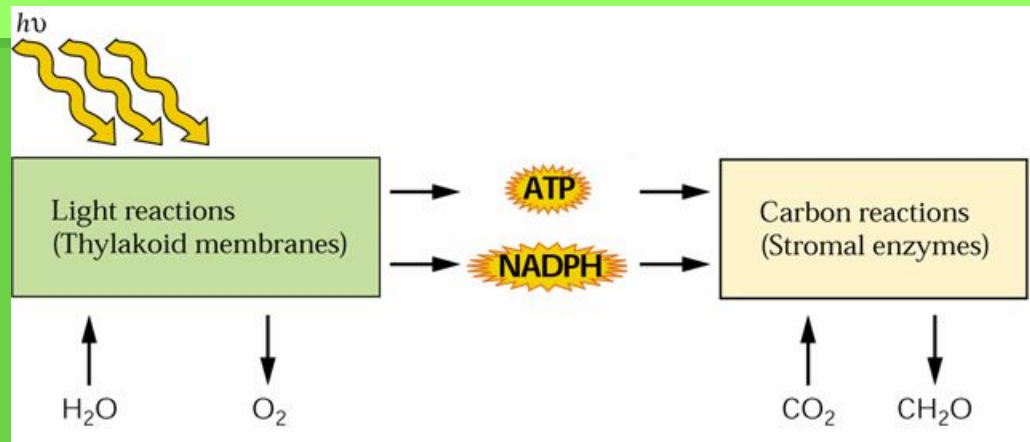 hυ
Light reactions
(Thylakoid membranes)
ATP
NADPH
Carbon reactions
(Stromal enzymes)
H₂O
O₂
CO₂
CH₂O